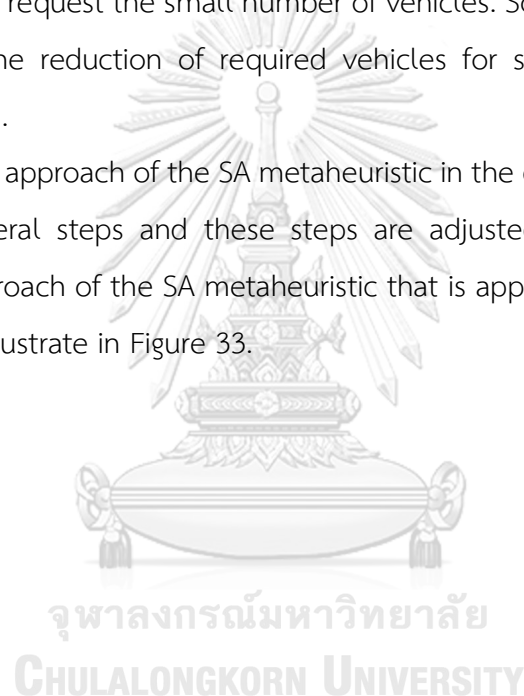 request the small number of vehicles.
he reduction of required vehicles for s
.
approach of the SA metaheuristic in the
eral steps and these steps are adjusted
roach of the SA metaheuristic that is app
ustrate in Figure 33.
จุฬาลงกรณ์มหาวิทยาลัย
CHULALONGKORN UNIVERSITY